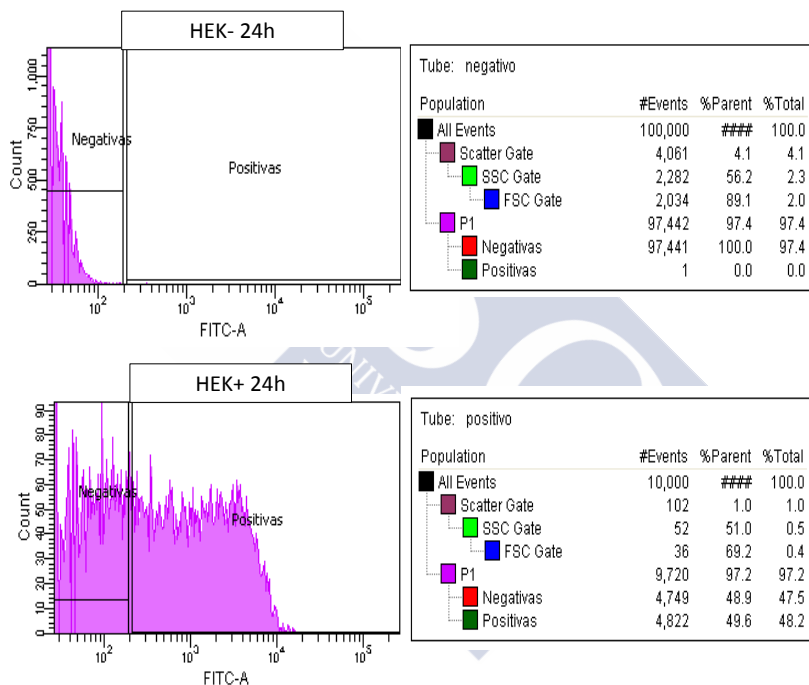 HEK- 24h
1,000
750
500
250
0
Count
Negativas
Positivas
10^2 10^3 10^4 10^5
FITC-A
Tube: negativo
Population #Events %Parent %Total
All Events 100,000 #### 100.0
Scatter Gate 4,061 4.1 4.1
SSC Gate 2,282 56.2 2.3
FSC Gate 2,034 89.1 2.0
P1 97,442 97.4 97.4
Negativas 97,441 100.0 97.4
Positivas 1 0.0 0.0
UNIV
HEK+ 24h
90
80
70
60
50
40
30
20
10
0
Count
Negativas
Positivas
10^2 10^3 10^4 10^5
FITC-A
Tube: positivo
Population #Events %Parent %Total
All Events 10,000 #### 100.0
Scatter Gate 102 1.0 1.0
SSC Gate 52 51.0 0.5
FSC Gate 36 69.2 0.4
P1 9,720 97.2 97.2
Negativas 4,749 48.9 47.5
Positivas 4,822 49.6 48.2